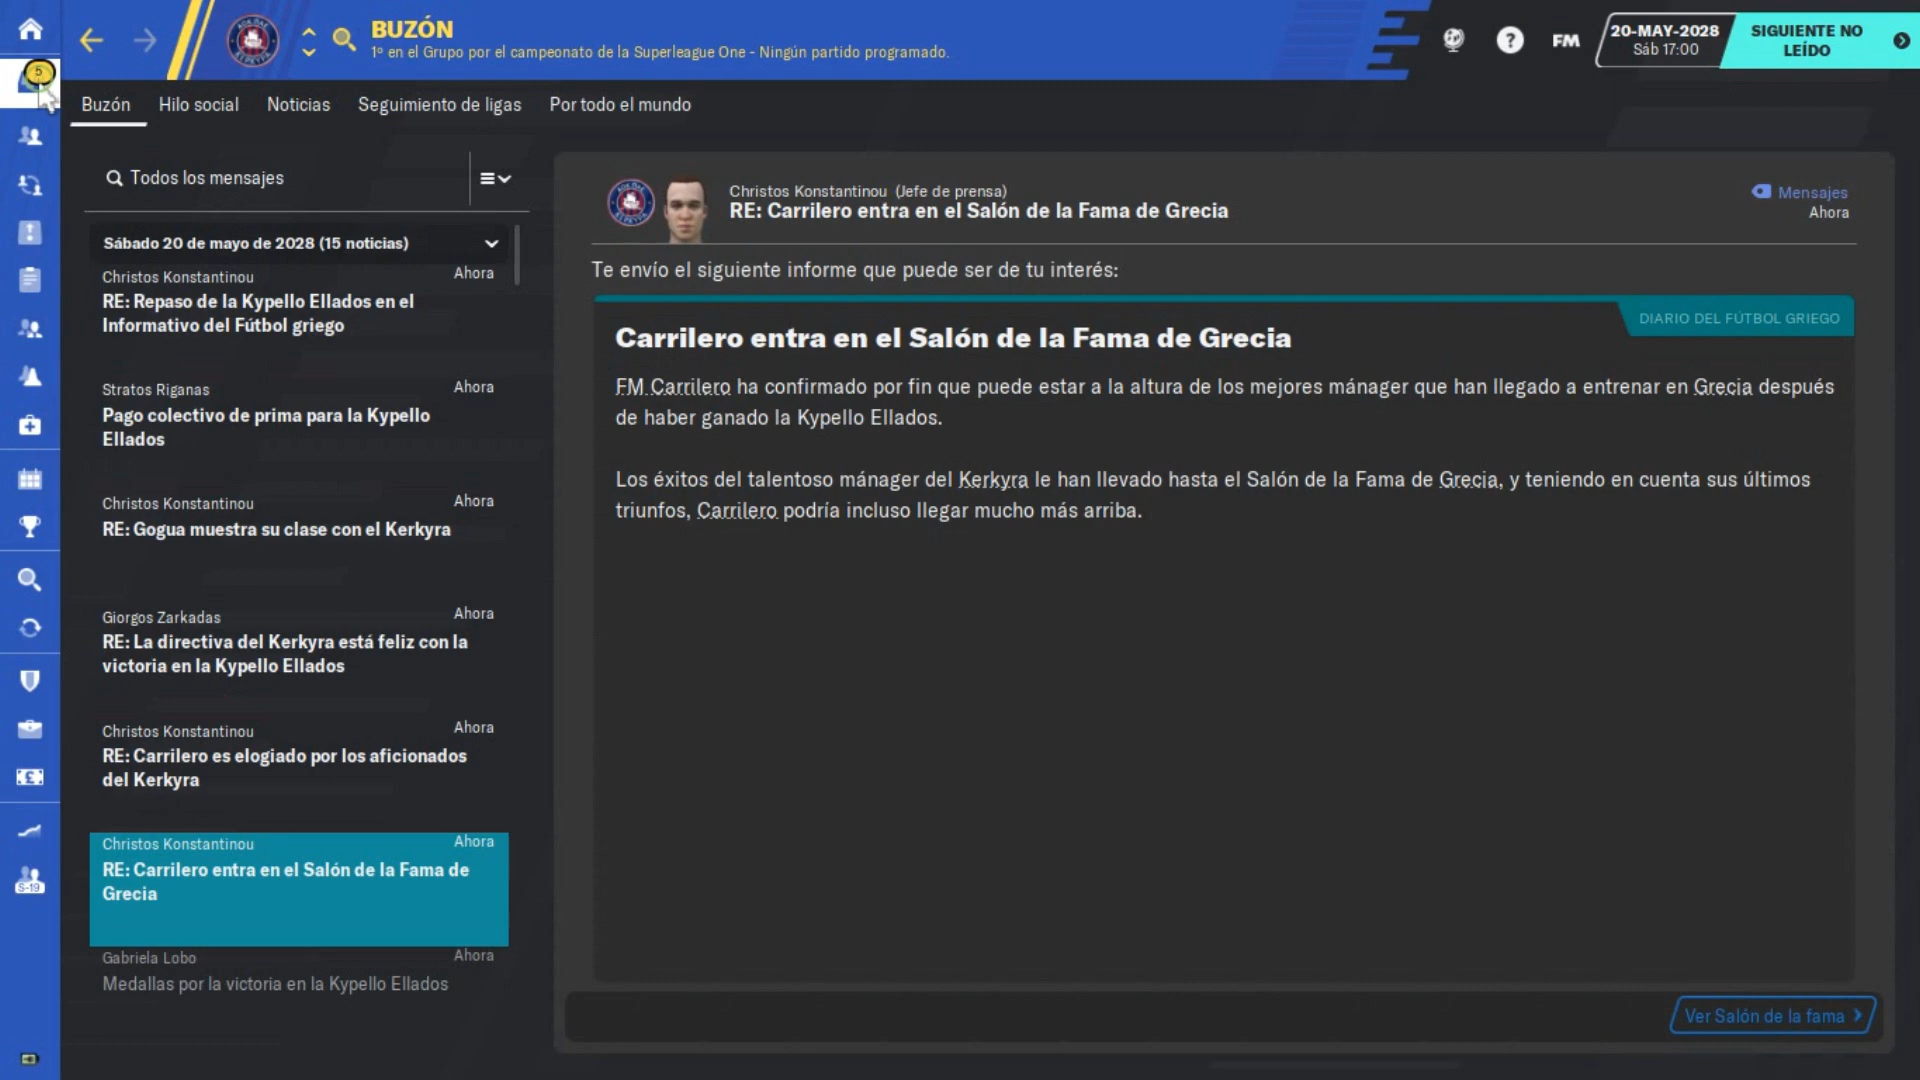 BUZÓN
1º en el Grupo por el campeonato de la Superleague One - Ningún partido programado.
FM
20-MAY-2028
Sáb 17:00
SIGUIENTE NO
LEÍDO
5
Buzón
Hilo social
Noticias
Seguimiento de ligas
Por todo el mundo
Todos los mensajes
Sábado 20 de mayo de 2028 (15 noticias)
Christos Konstantinou
Ahora
RE: Repaso de la Kypello Ellados en el
Informativo del Fútbol griego
Stratos Riganas
Ahora
Pago colectivo de prima para la Kypello
Ellados
Christos Konstantinou
Ahora
RE: Gogua muestra su clase con el Kerkyra
Giorgos Zarkadas
Ahora
RE: La directiva del Kerkyra está feliz con la
victoria en la Kypello Ellados
Christos Konstantinou
Ahora
RE: Carrilero es elogiado por los aficionados
del Kerkyra
Christos Konstantinou
Ahora
RE: Carrilero entra en el Salón de la Fama de
Grecia
Gabriela Lobo
Ahora
Medallas por la victoria en la Kypello Ellados
S-19
Christos Konstantinou (Jefe de prensa)
RE: Carrilero entra en el Salón de la Fama de Grecia
Mensajes
Ahora
Te envío el siguiente informe que puede ser de tu interés:
DIARIO DEL FÚTBOL GRIEGO
Carrilero entra en el Salón de la Fama de Grecia
FM Carrilero ha confirmado por fin que puede estar a la altura de los mejores mánager que han llegado a entrenar en Grecia después
de haber ganado la Kypello Ellados.
Los éxitos del talentoso mánager del Kerkyra le han llevado hasta el Salón de la Fama de Grecia, y teniendo en cuenta sus últimos
triunfos, Carrilero podría incluso llegar mucho más arriba.
Ver Salón de la fama